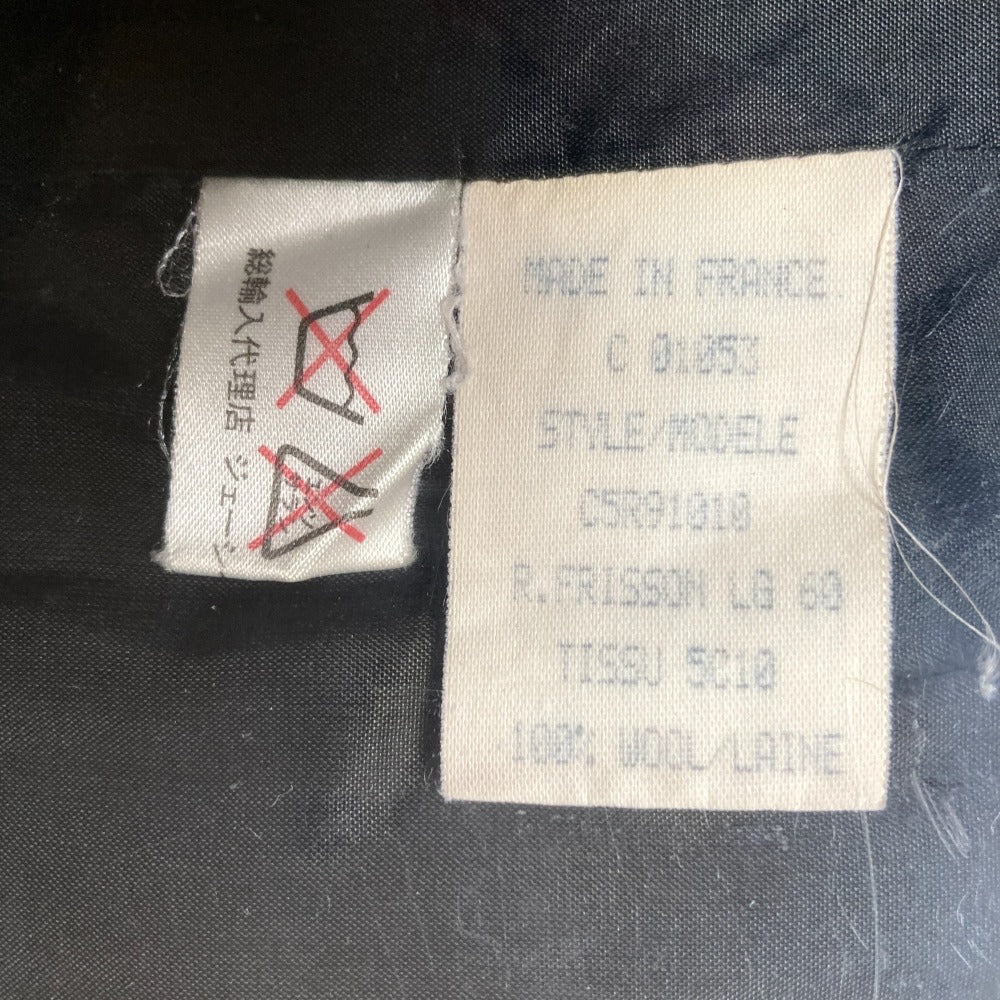 総輸入代理店 ジェーシ
MADE IN FRANCE.
C 01053
STYLE/MODELE
C5R91010
R.FRISSON LG 60
TISSU 5C10
100% WOOL/LAINE